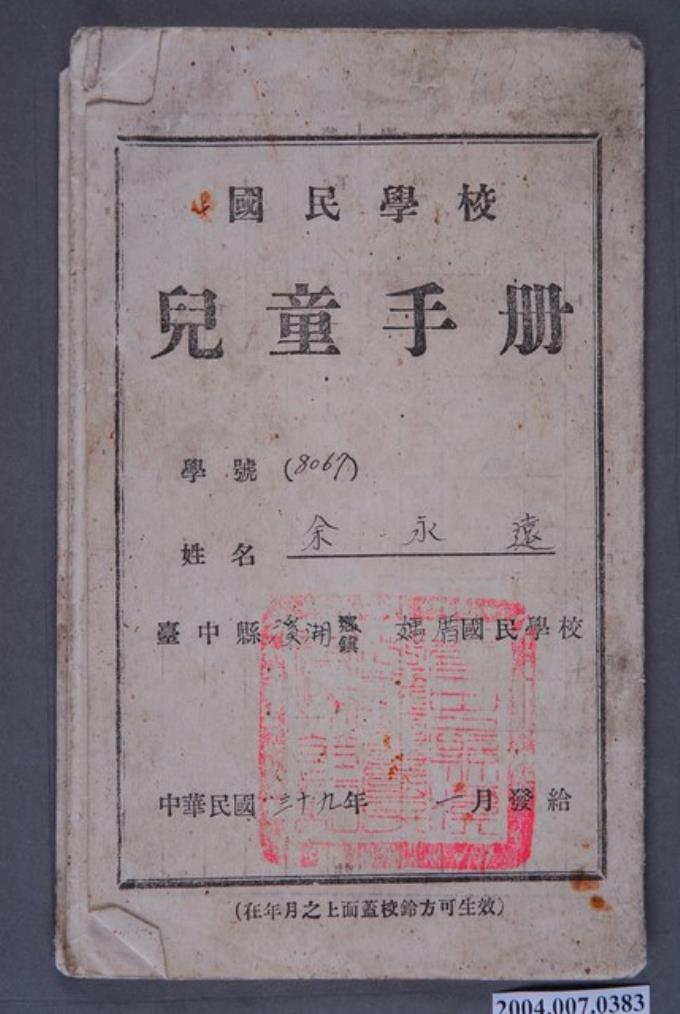 國民學校
兒童手册
學號 (8067)
姓名 余永遠
臺中縣溪湖鄉鎮 媽厝國民學校
中華民國三十九年 一月發給
(在年月之上面蓋校鈐方可生效)
2004.007.0383